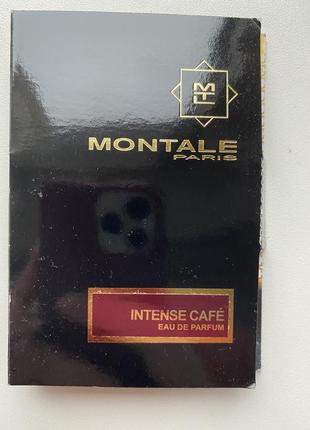 MONTALE
PARIS
INTENSE CAFÉ
EAU DE PARFUM